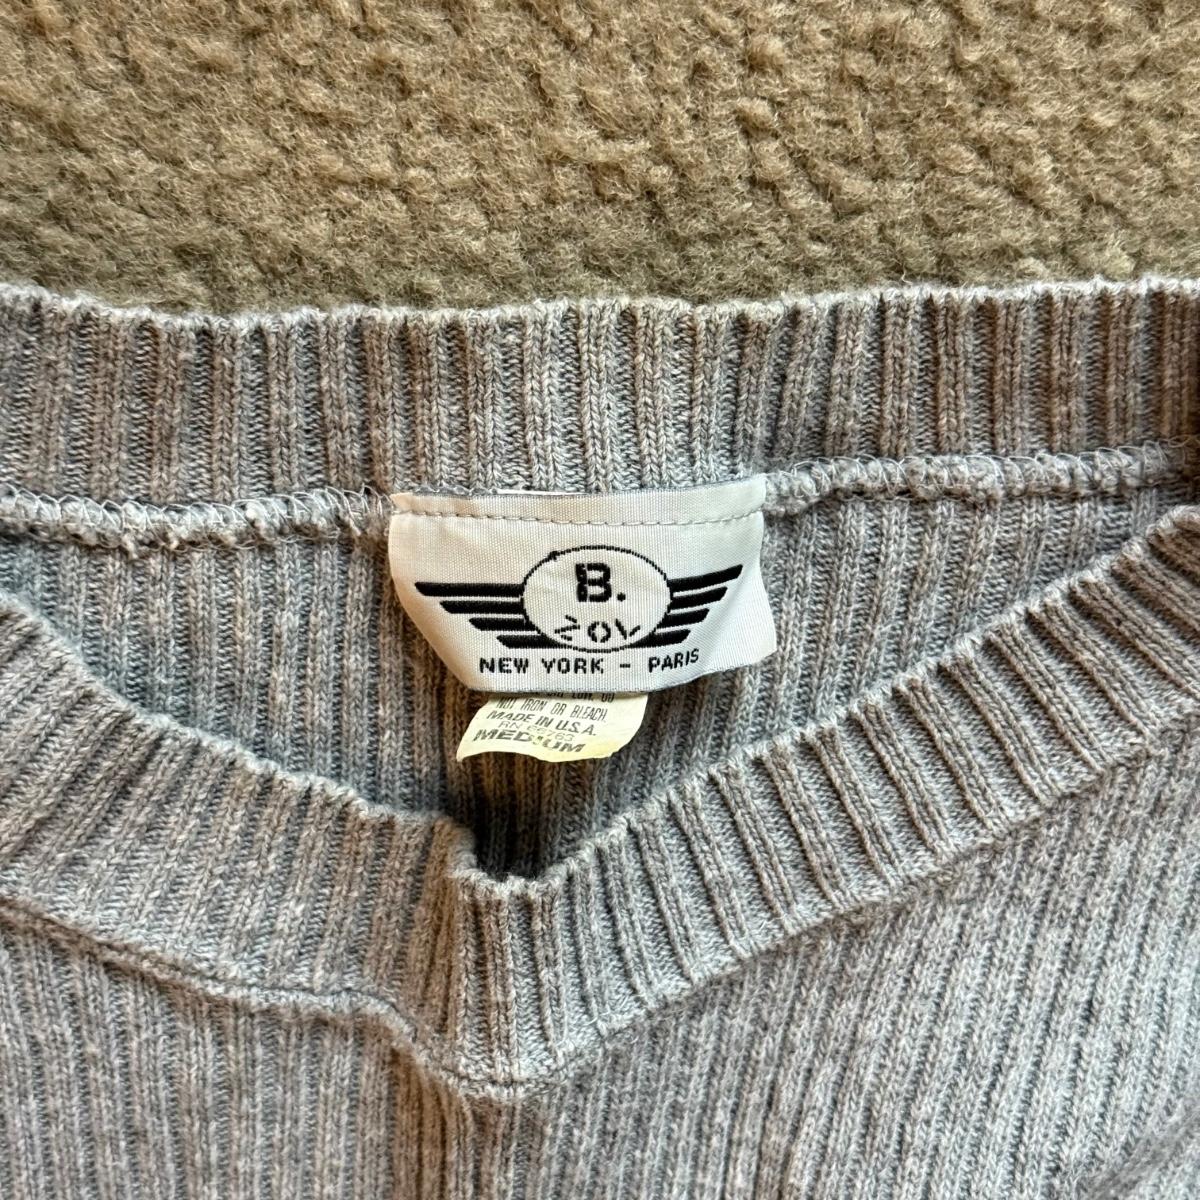 B.
ZOV
NEW YORK - PARIS
NOT IRON OR BLEACH.
MADE IN U.S.A.
MEDIUM